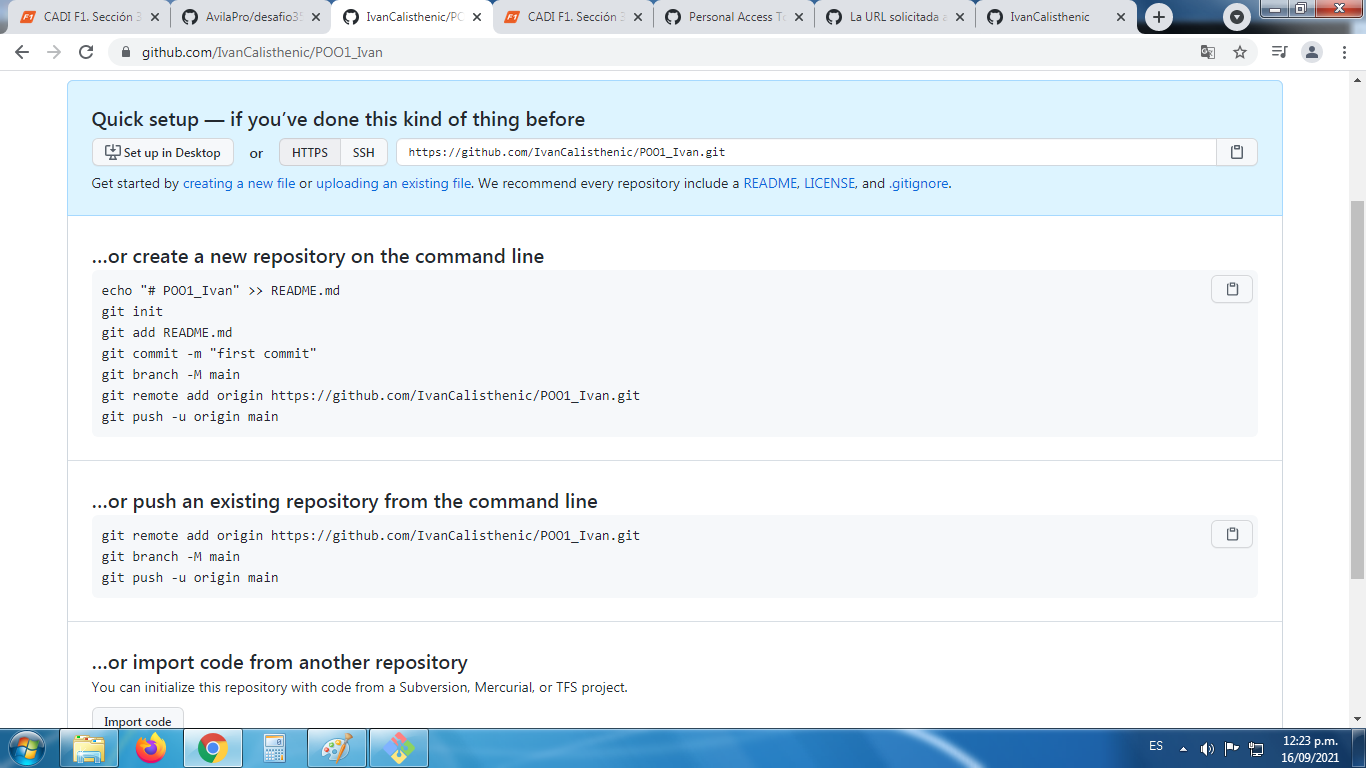 CADI F1. Sección 3
AvilaPro/desafio35
IvanCalisthenic/PO
CADI F1. Sección 3
Personal Access To
La URL solicitada a
IvanCalisthenic
github.com/IvanCalisthenic/POO1_Ivan
Quick setup — if you’ve done this kind of thing before
Set up in Desktop or HTTPS SSH https://github.com/IvanCalisthenic/POO1_Ivan.git
Get started by creating a new file or uploading an existing file. We recommend every repository include a README, LICENSE, and .gitignore.
…or create a new repository on the command line
echo "# POO1_Ivan" >> README.md
git init
git add README.md
git commit -m "first commit"
git branch -M main
git remote add origin https://github.com/IvanCalisthenic/POO1_Ivan.git
git push -u origin main
…or push an existing repository from the command line
git remote add origin https://github.com/IvanCalisthenic/POO1_Ivan.git
git branch -M main
git push -u origin main
…or import code from another repository
You can initialize this repository with code from a Subversion, Mercurial, or TFS project.
Import code
ES
12:23 p.m.
16/09/2021